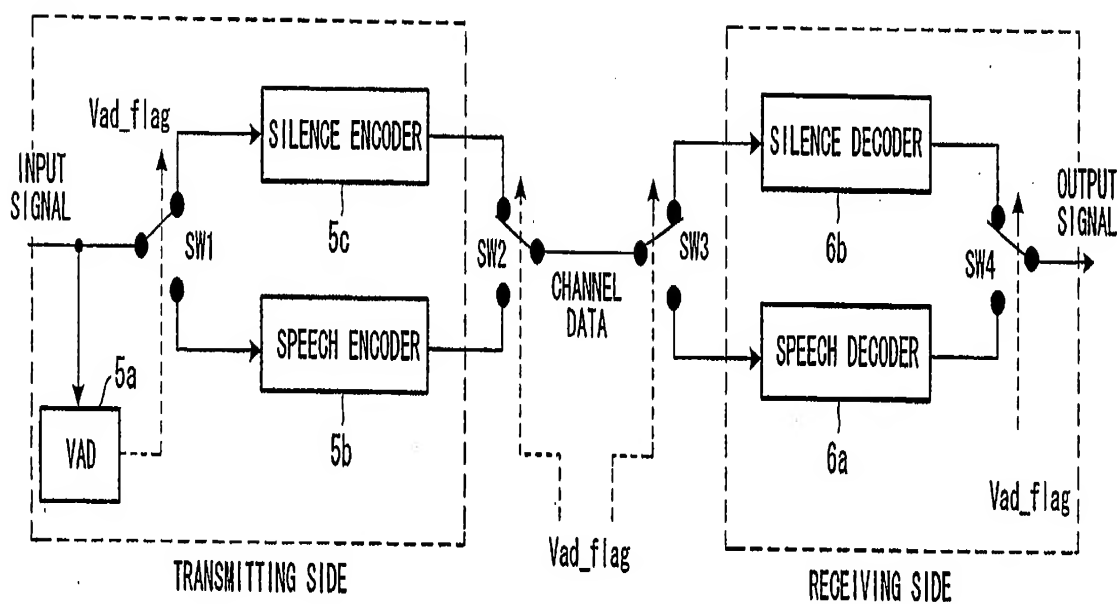 Vad_flag
INPUT
SIGNAL
SW1
SILENCE ENCODER
5c
SPEECH ENCODER
5b
5a
VAD
TRANSMITTING SIDE
SW2
CHANNEL
DATA
SW3
Vad_flag
SILENCE DECODER
6b
SPEECH DECODER
6a
SW4
OUTPUT
SIGNAL
Vad_flag
RECEIVING SIDE